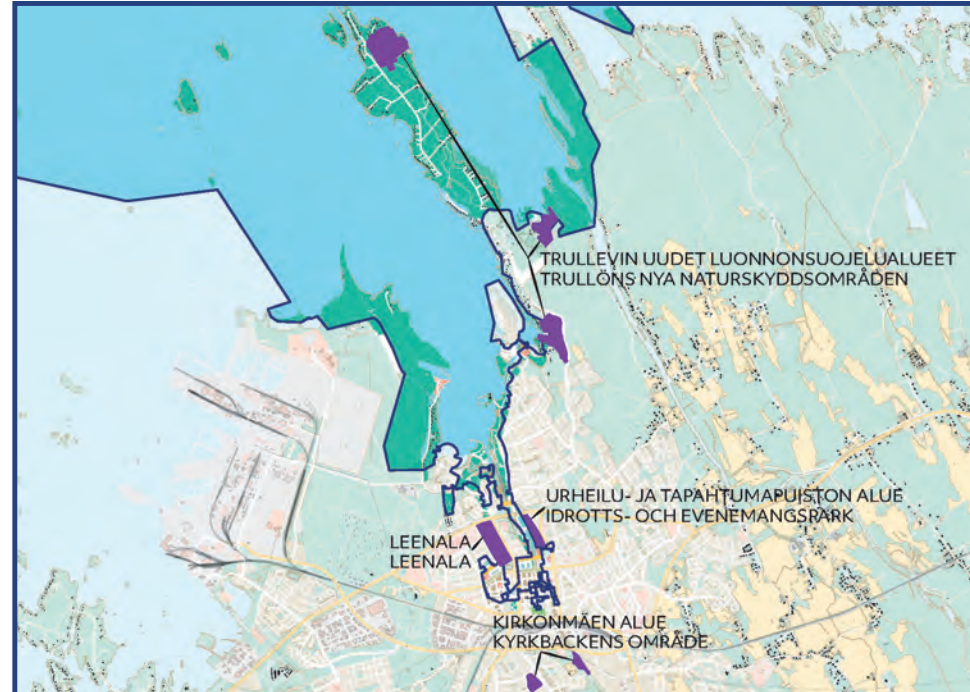 TRULLEVIN UUDET LUONNONSUOJELUALUEET
TRULLÖNS NYA NATURSKYDDSOMRÅDEN
URHEILU- JA TAPAHTUMAPUISTON ALUE
IDROTTS- OCH EVENEMANGSPARK
LEENALA
LEENALA
KIRKONMÄEN ALUE
KYRKBACKENS OMRÅDE